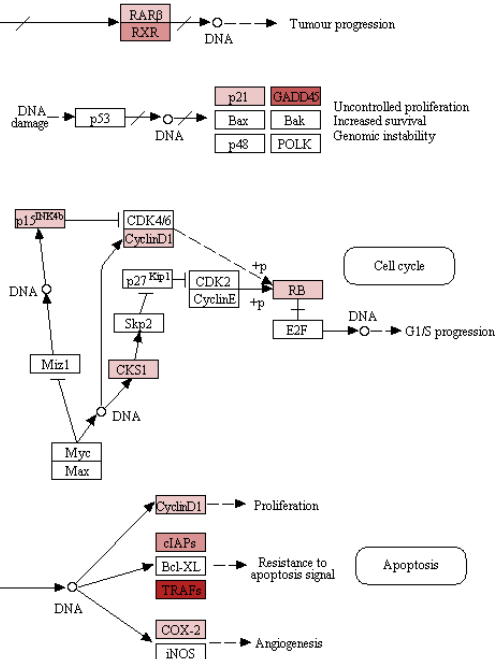 RARβ
RXR
DNA
Tumour progression
DNA
damage
p53
DNA
p21
GADD45
Bax
Bak
p48
POLK
Uncontrolled proliferation
Increased survival
Genomic instability
p15INK4b
CDK4/6
CyclinD1
p27Kip1
CDK2
CyclinE
+p
+p
RB
Cell cycle
DNA
Skp2
E2F
DNA
G1/S progression
Miz1
CKS1
DNA
Myc
Max
CyclinD1
Proliferation
cIAPs
Bcl-XL
TRAFs
Resistance to
apoptosis signal
Apoptosis
DNA
COX-2
iNOS
Angiogenesis